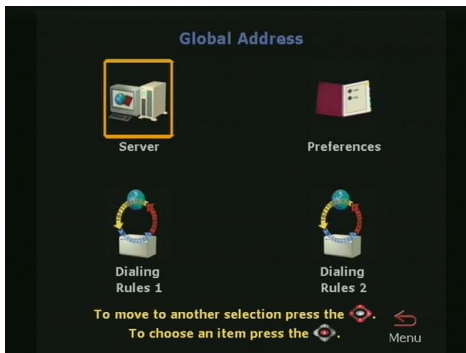 Global Address
Server
Preferences
Dialing
Rules 1
Dialing
Rules 2
To move to another selection press the .
To choose an item press the .
Menu